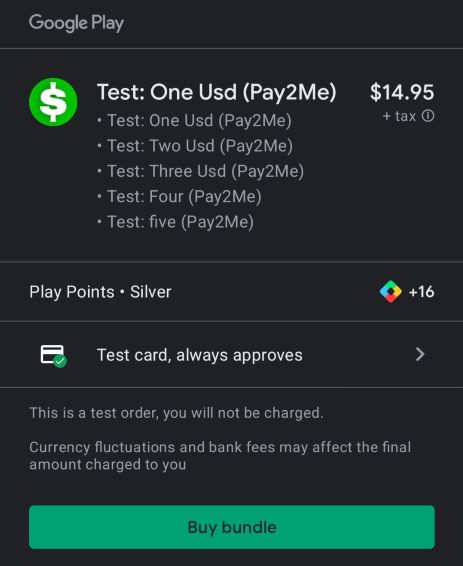 Google Play
Test: One Usd (Pay2Me)
$14.95
+ tax ⓘ
• Test: One Usd (Pay2Me)
• Test: Two Usd (Pay2Me)
• Test: Three Usd (Pay2Me)
• Test: Four (Pay2Me)
• Test: five (Pay2Me)
Play Points • Silver
+16
Test card, always approves
This is a test order, you will not be charged.
Currency fluctuations and bank fees may affect the final
amount charged to you
Buy bundle